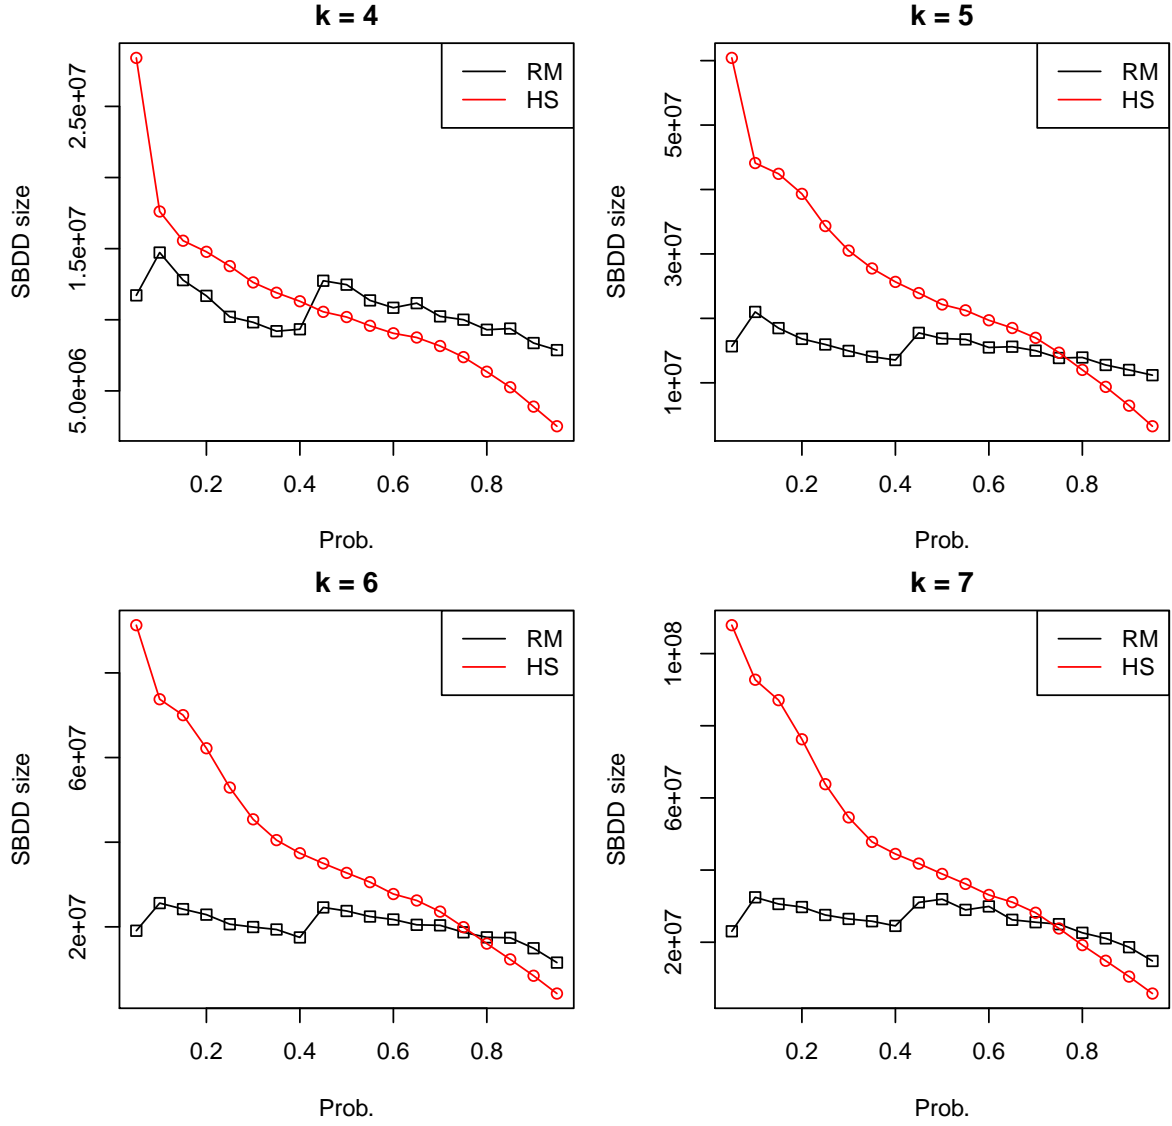 k = 4
RM
HS
SBDD size
5.0e+06
1.5e+07
2.5e+07
0.2
0.4
0.6
0.8
Prob.
k = 5
RM
HS
SBDD size
1e+07
3e+07
5e+07
0.2
0.4
0.6
0.8
Prob.
k = 6
RM
HS
SBDD size
2e+07
6e+07
0.2
0.4
0.6
0.8
Prob.
k = 7
RM
HS
SBDD size
2e+07
6e+07
1e+08
0.2
0.4
0.6
0.8
Prob.